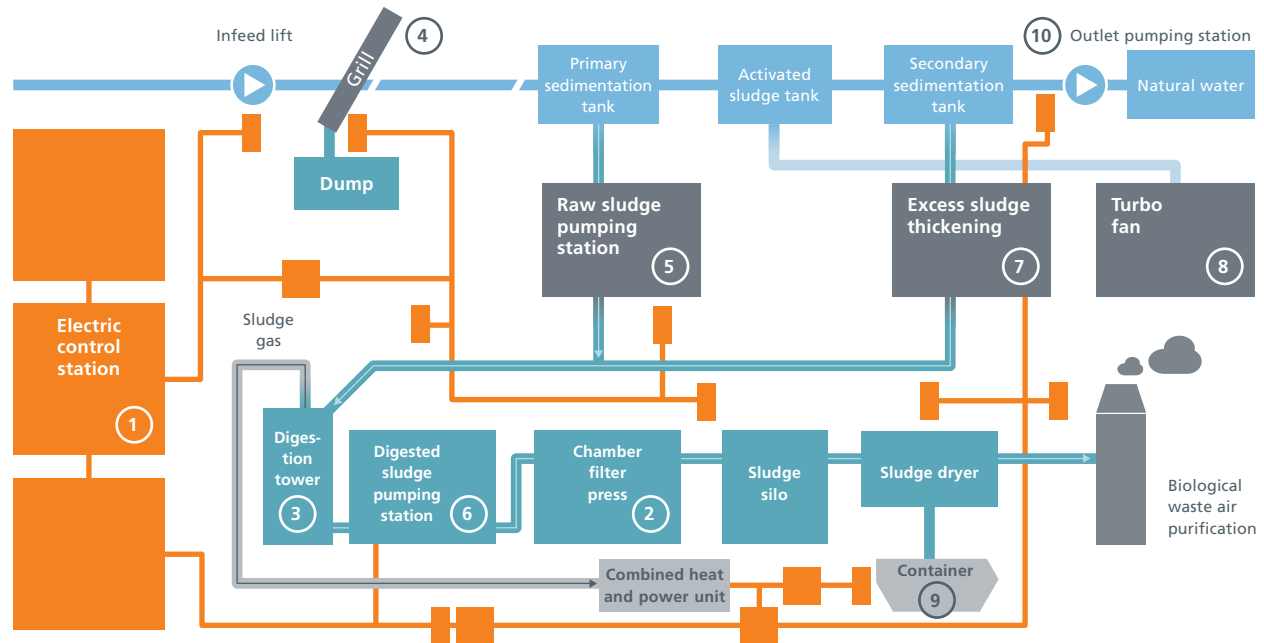 Infeed lift
4
Grill
10
Outlet pumping station
Primary
sedimentation
tank
Activated
sludge tank
Secondary
sedimentation
tank
Natural water
Dump
Raw sludge
pumping
station
5
Excess sludge
thickening
7
Turbo
fan
8
Electric
control
station
1
Sludge
gas
Diges-
tion
tower
3
Digested
sludge
pumping
station
6
Chamber
filter
press
2
Sludge
silo
Sludge dryer
Biological
waste air
purification
Combined heat
and power unit
Container
9